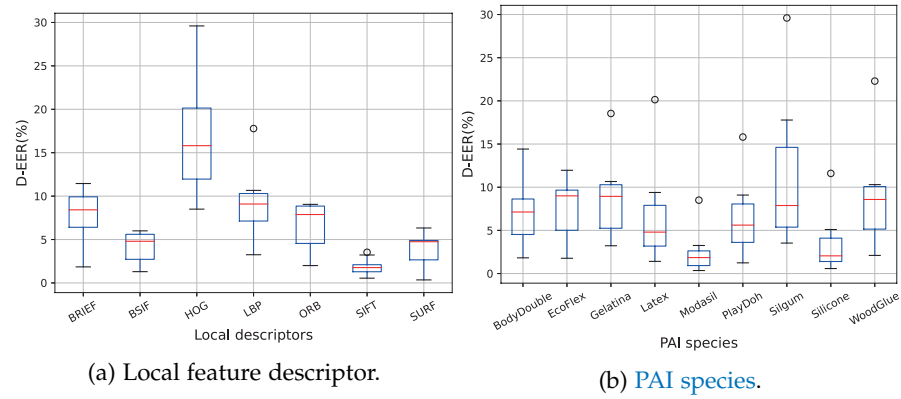 30
25
20
15
10
5
0
D-EER(%)
BRIEF
BSIF
HOG
LBP
ORB
SIFT
SURF
Local descriptors
(a) Local feature descriptor.
30
25
20
15
10
5
0
D-EER(%)
BodyDouble
EcoFlex
Gelatina
Latex
Modasil
PlayDoh
Silgum
Silicone
WoodGlue
PAI species
(b) PAI species.